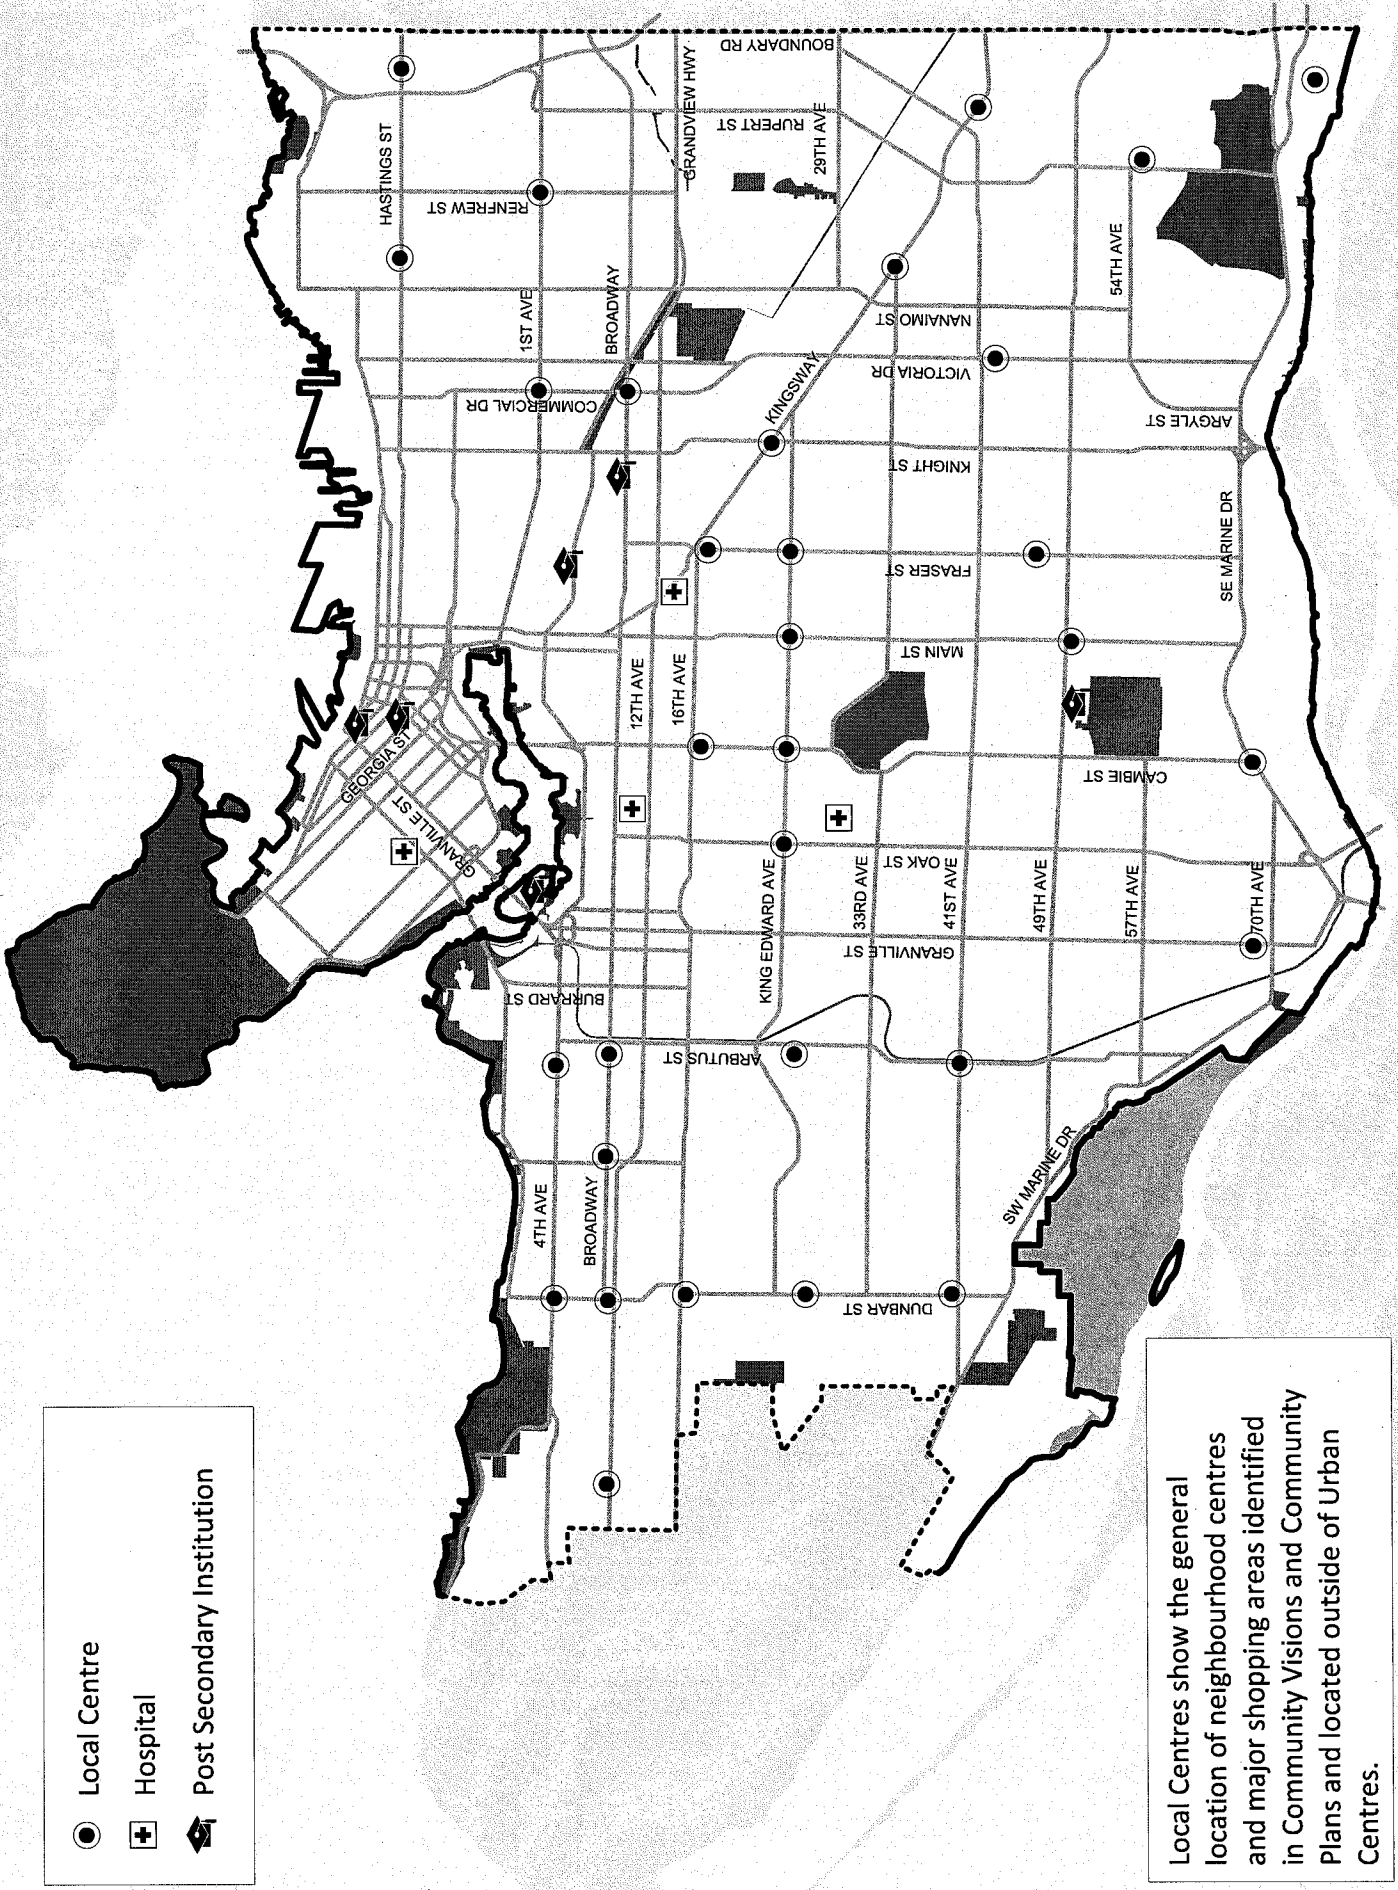 Local Centre
Hospital
Post Secondary Institution
HASTINGS ST
RENFREW ST
1ST AVE
BROADWAY
COMMERCIAL DR
GRANDVIEW HWY
BOUNDARY RD
RUPERT ST
29TH AVE
NANAIMO ST
VICTORIA DR
KINGSWAY
KNIGHT ST
54TH AVE
ARGYLE ST
SE MARINE DR
FRASER ST
MAIN ST
12TH AVE
16TH AVE
GEORGIA ST
GRANVILLE ST
CAMBIE ST
OAK ST
KING EDWARD AVE
33RD AVE
41ST AVE
49TH AVE
57TH AVE
70TH AVE
GRANVILLE ST
BURRARD ST
ARBUTUS ST
4TH AVE
BROADWAY
SW MARINE DR
DUNBAR ST
Local Centres show the general
location of neighbourhood centres
and major shopping areas identified
in Community Visions and Community
Plans and located outside of Urban
Centres.